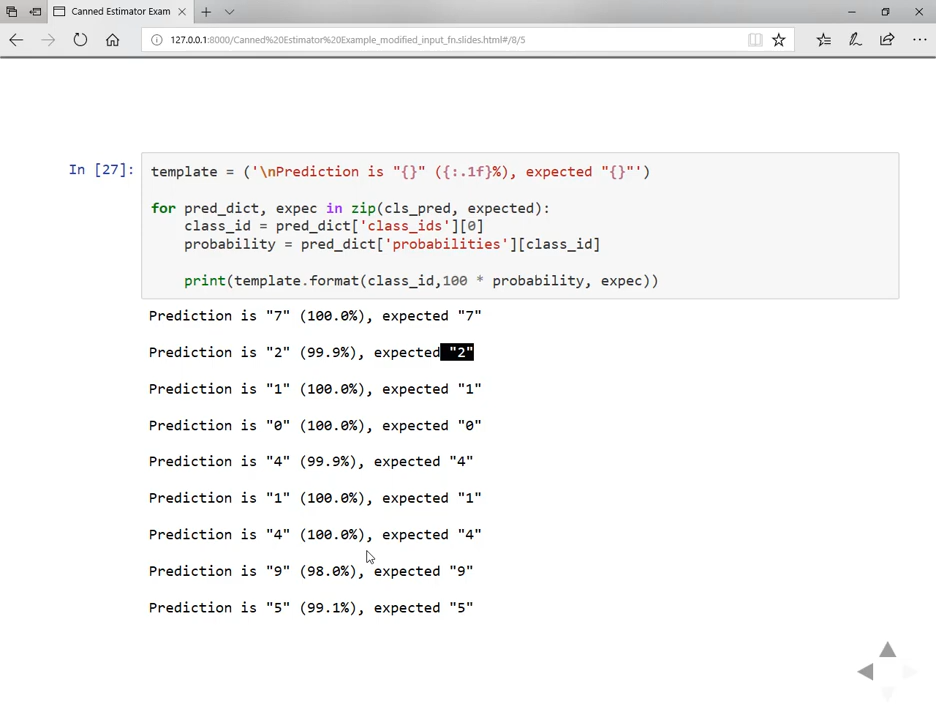 Canned Estimator Exam
127.0.0.1:8000/Canned%20Estimator%20Example_modified_input_fn.slides.html#/8/5
In [27]:
template = ('\nPrediction is "{}" ({:.1f}%), expected "{}"')
for pred_dict, expec in zip(cls_pred, expected):
class_id = pred_dict['class_ids'][0]
probability = pred_dict['probabilities'][class_id]
print(template.format(class_id,100 * probability, expec))
Prediction is "7" (100.0%), expected "7"
Prediction is "2" (99.9%), expected "2"
Prediction is "1" (100.0%), expected "1"
Prediction is "0" (100.0%), expected "0"
Prediction is "4" (99.9%), expected "4"
Prediction is "1" (100.0%), expected "1"
Prediction is "4" (100.0%), expected "4"
Prediction is "9" (98.0%), expected "9"
Prediction is "5" (99.1%), expected "5"